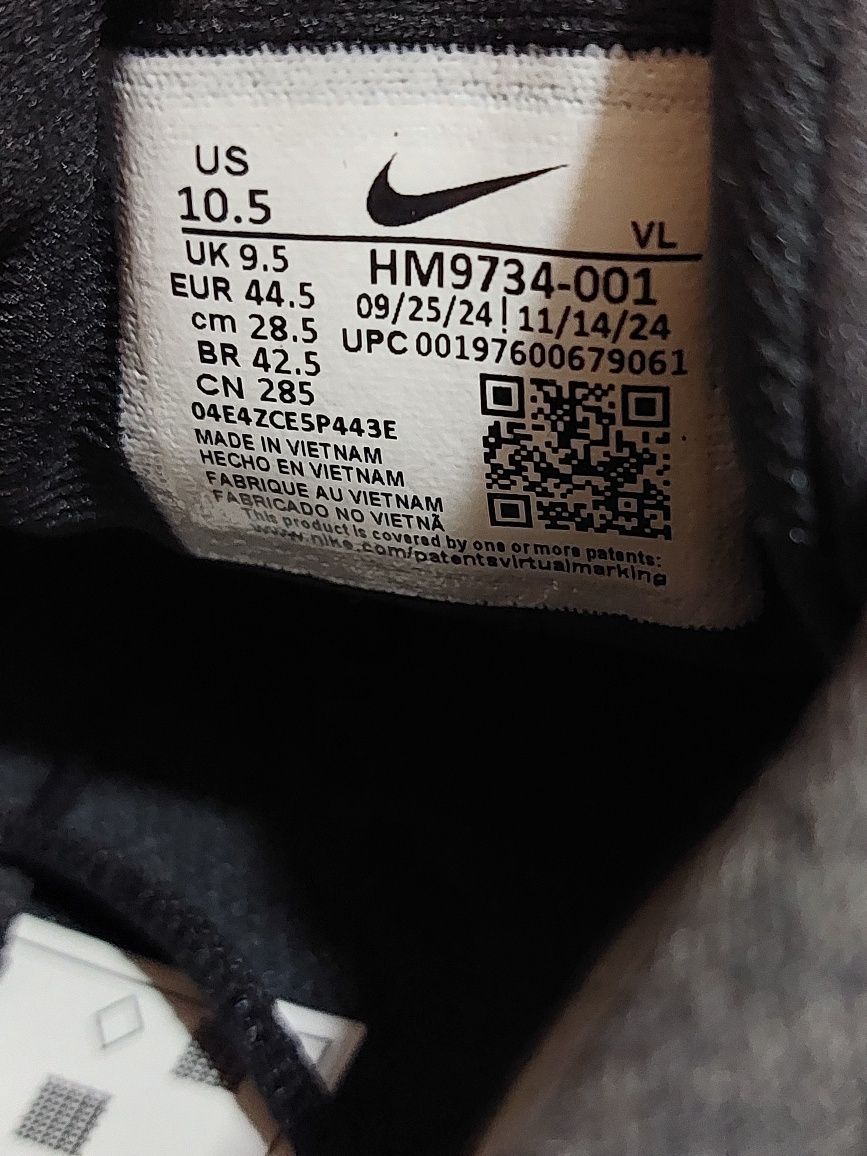 US
10.5
VL
UK 9.5
EUR 44.5
cm 28.5
BR 42.5
CN 285
HM9734-001
09/25/24 | 11/14/24
UPC 00197600679061
04E4ZCE5P443E
MADE IN VIETNAM
HECHO EN VIETNAM
FABRIQUE AU VIETNAM
FABRICADO NO VIETNÃ
This product is covered by one or more patents:
www.nike.com/patentsvirtualmarking